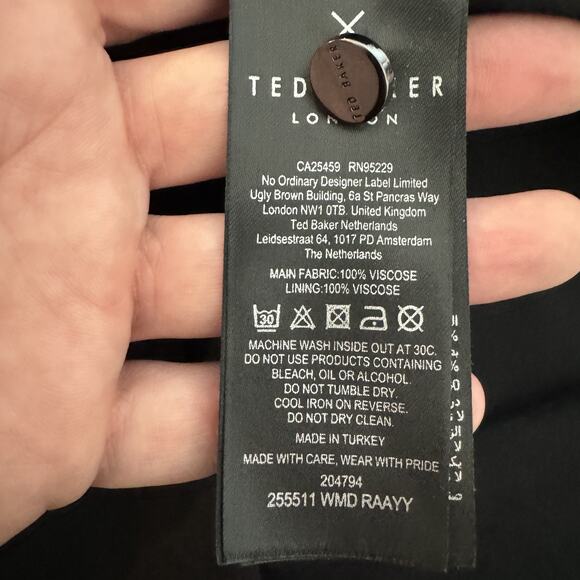 TED BAKER
LONDON
TED BAKER
CA25459 RN95229
No Ordinary Designer Label Limited
Ugly Brown Building, 6a St Pancras Way
London NW1 0TB. United Kingdom
Ted Baker Netherlands
Leidsestraat 64, 1017 PD Amsterdam
The Netherlands
MAIN FABRIC:100% VISCOSE
LINING:100% VISCOSE
30
MACHINE WASH INSIDE OUT AT 30C.
DO NOT USE PRODUCTS CONTAINING
BLEACH, OIL OR ALCOHOL.
DO NOT TUMBLE DRY.
COOL IRON ON REVERSE.
DO NOT DRY CLEAN.
MADE IN TURKEY
MADE WITH CARE, WEAR WITH PRIDE
204794
255511 WMD RAAYY